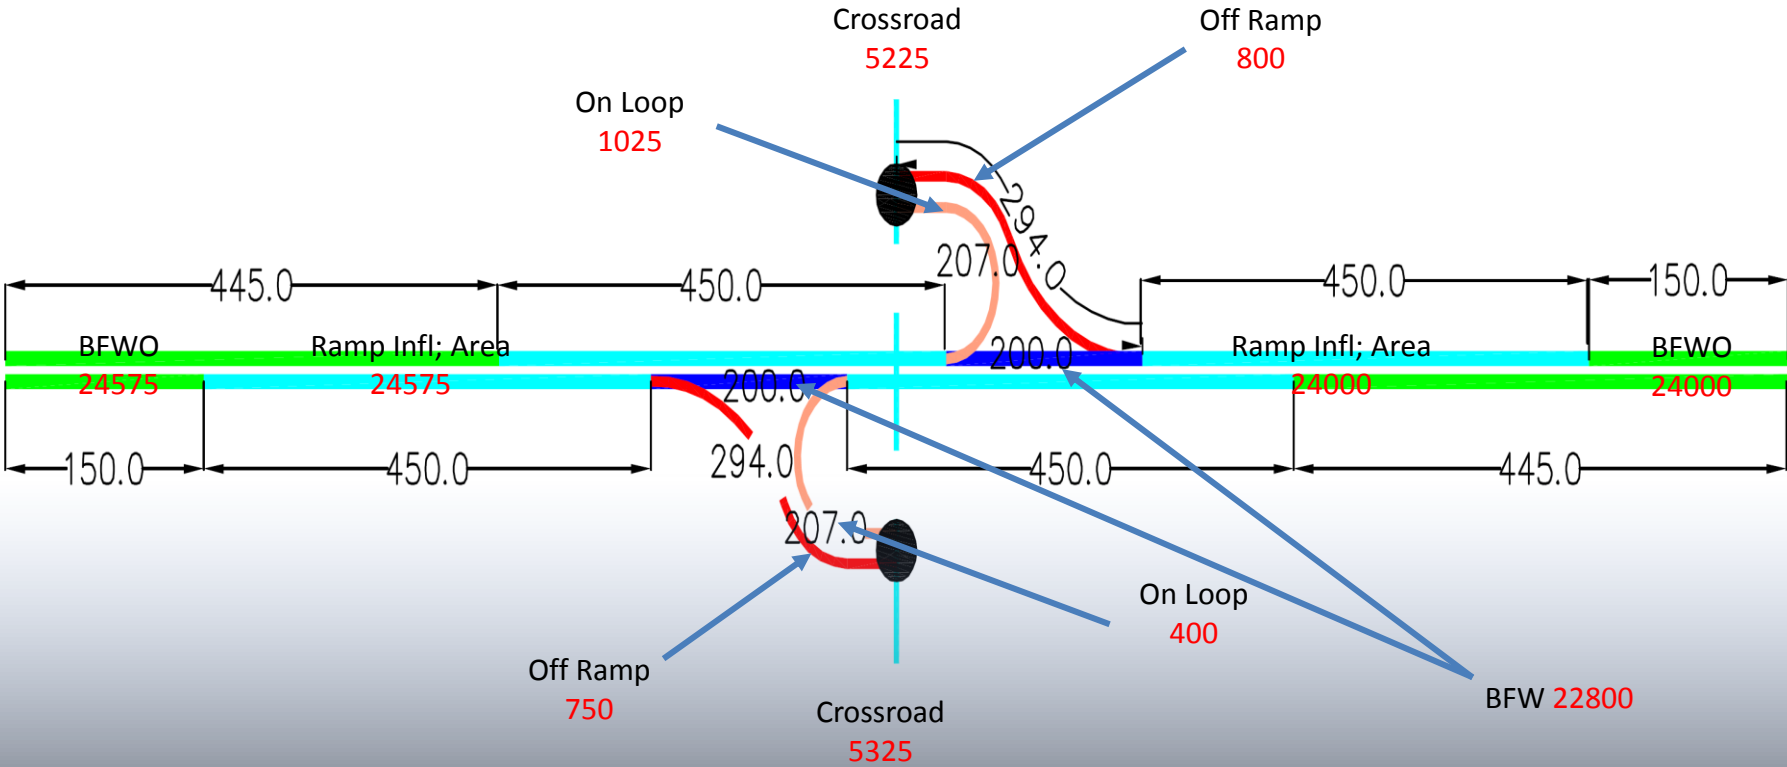 Crossroad
5225
Off Ramp
800
On Loop
1025
294.0
207.0
445.0
450.0
450.0
150.0
BFWO
24575
Ramp Infl; Area
24575
200.0
Ramp Infl; Area
24000
BFWO
24000
200.0
150.0
450.0
294.0
450.0
445.0
207.0
On Loop
400
Off Ramp
750
Crossroad
5325
BFW 22800